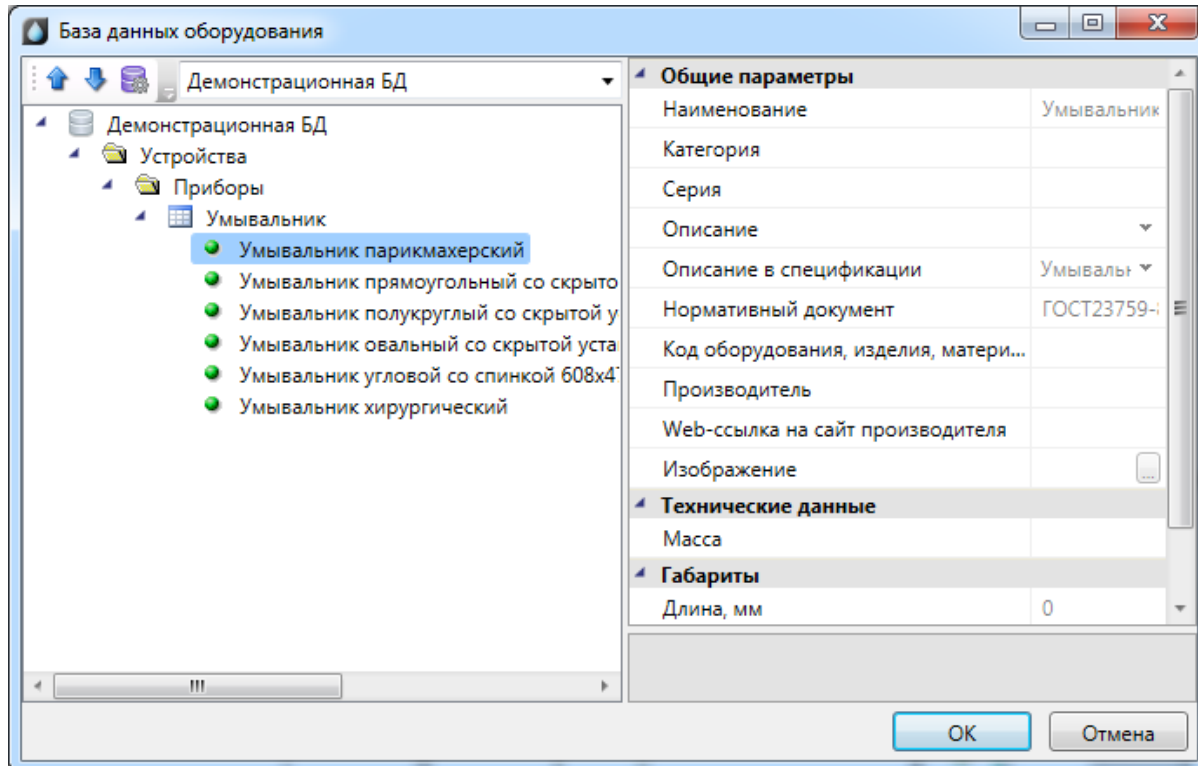 База данных оборудования
Демонстрационная БД
Демонстрационная БД
Устройства
Приборы
Умывальник
Умывальник парикмахерский
Умывальник прямоугольный со скрыто
Умывальник полукруглый со скрытой у
Умывальник овальный со скрытой уста
Умывальник угловой со спинкой 608х4
Умывальник хирургический
Общие параметры
Наименование Умывальник
Категория
Серия
Описание
Описание в спецификации Умывальн
Нормативный документ ГОСТ23759-
Код оборудования, изделия, матери...
Производитель
Web-ссылка на сайт производителя
Изображение ...
Технические данные
Масса
Габариты
Длина, мм 0
ОК Отмена